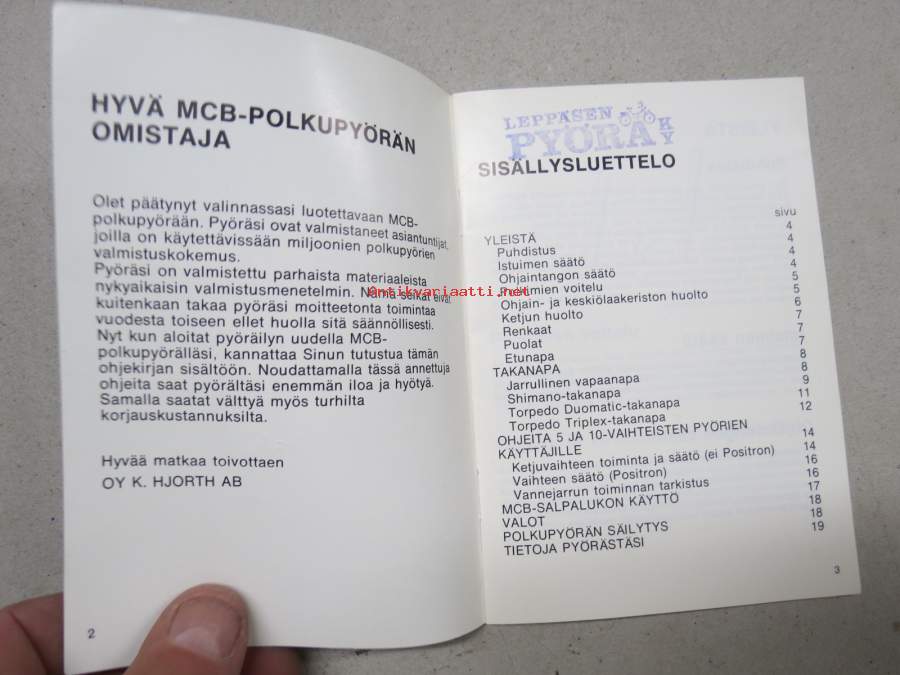 HYVÄ MCB-POLKUPYÖRÄN
OMISTAJA
Olet päätynyt valinnassasi luotettavaan MCB-
polkupyörään. Pyöräsi ovat valmistaneet asiantuntijat,
joilla on käytettävissään miljoonien polkupyörien
valmistuskokemus.
Pyöräsi on valmistettu parhaista materiaaleista
nykyaikaisin valmistusmenetelmin. Nämä seikat eivät
kuitenkaan takaa pyöräsi moitteetonta toimintaa
vuodesta toiseen ellet huolla sitä säännöllisesti.
Nyt kun aloitat pyöräilyn uudella MCB-
polkupyörälläsi, kannattaa Sinun tutustua tämän
ohjekirjan sisältöön. Noudattamalla tässä annettuja
ohjeita saat pyörältäsi enemmän iloa ja hyötyä.
Samalla saatat välttyä myös turhilta
korjauskustannuksilta.
Hyvää matkaa toivottaen
OY K. HJORTH AB
2
LEPPÄSEN
PYÖRÄ KY
SISÄLLYSLUETTELO
sivu
YLEISTÄ 4
Puhdistus 4
Istuimen säätö 4
Ohjaintangon säätö 4
Polkimien voitelu 5
Ohjain- ja keskiölaakeriston huolto 5
Ketjun huolto 6
Renkaat 7
Puolat 7
Etunapa 7
TAKANAPA 8
Jarrullinen vapaanapa 8
Shimano-takanapa 9
Torpedo Duomatic-takanapa 11
Torpedo Triplex-takanapa 12
OHJEITA 5 JA 10-VAIHTEISTEN PYÖRIEN
KÄYTTÄJILLE 14
Ketjuvaihteen toiminta ja säätö (ei Positron) 14
Vaihteen säätö (Positron) 16
Vannejarrun toiminnan tarkistus 16
MCB-SALPALUKON KÄYTTÖ 17
VALOT 18
POLKUPYÖRÄN SÄILYTYS 18
TIETOJA PYÖRÄSTÄSI 19
3
Antikvariaatti.net